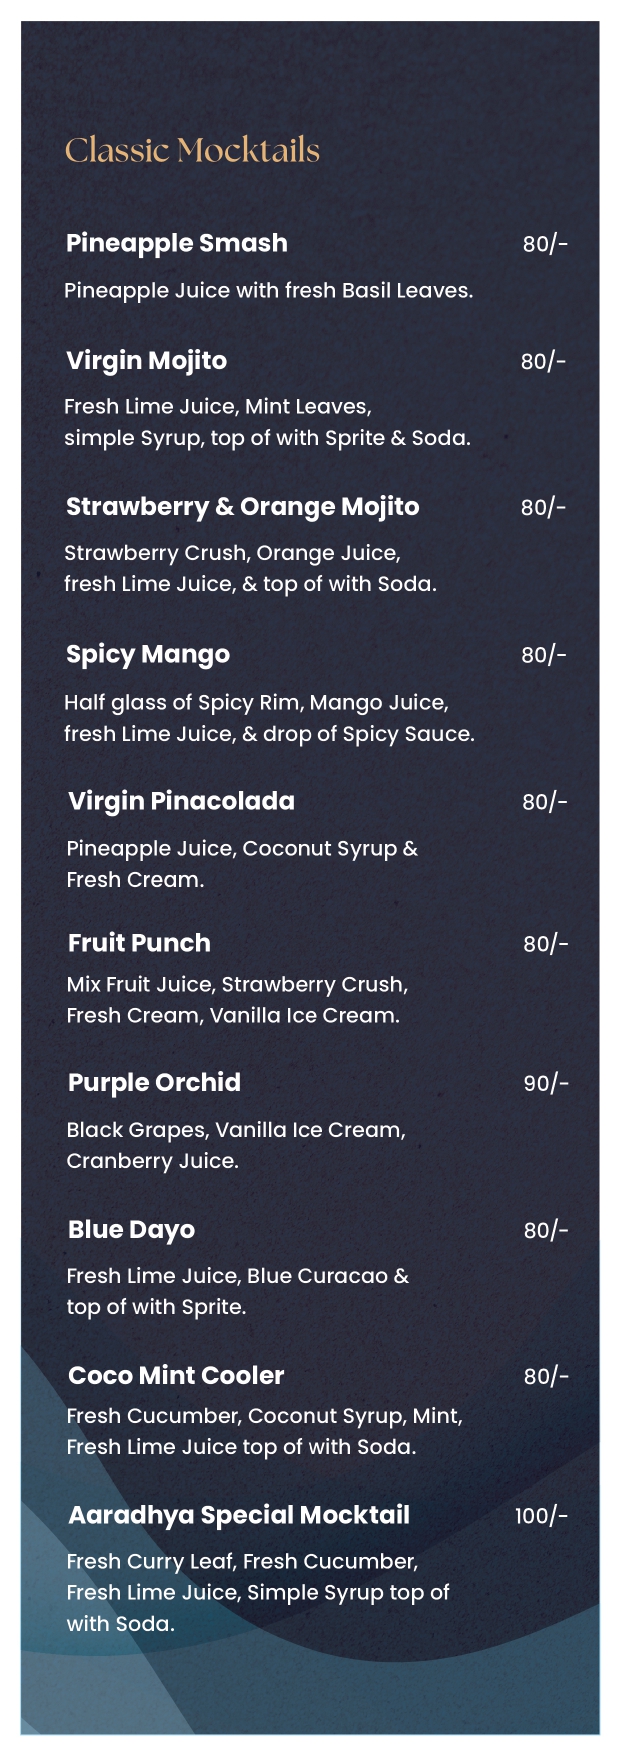 Classic Mocktails
Pineapple Smash 80/-
Pineapple Juice with fresh Basil Leaves.
Virgin Mojito 80/-
Fresh Lime Juice, Mint Leaves,
simple Syrup, top of with Sprite & Soda.
Strawberry & Orange Mojito 80/-
Strawberry Crush, Orange Juice,
fresh Lime Juice, & top of with Soda.
Spicy Mango 80/-
Half glass of Spicy Rim, Mango Juice,
fresh Lime Juice, & drop of Spicy Sauce.
Virgin Pinacolada 80/-
Pineapple Juice, Coconut Syrup &
Fresh Cream.
Fruit Punch 80/-
Mix Fruit Juice, Strawberry Crush,
Fresh Cream, Vanilla Ice Cream.
Purple Orchid 90/-
Black Grapes, Vanilla Ice Cream,
Cranberry Juice.
Blue Dayo 80/-
Fresh Lime Juice, Blue Curacao &
top of with Sprite.
Coco Mint Cooler 80/-
Fresh Cucumber, Coconut Syrup, Mint,
Fresh Lime Juice top of with Soda.
Aaradhya Special Mocktail 100/-
Fresh Curry Leaf, Fresh Cucumber,
Fresh Lime Juice, Simple Syrup top of
with Soda.